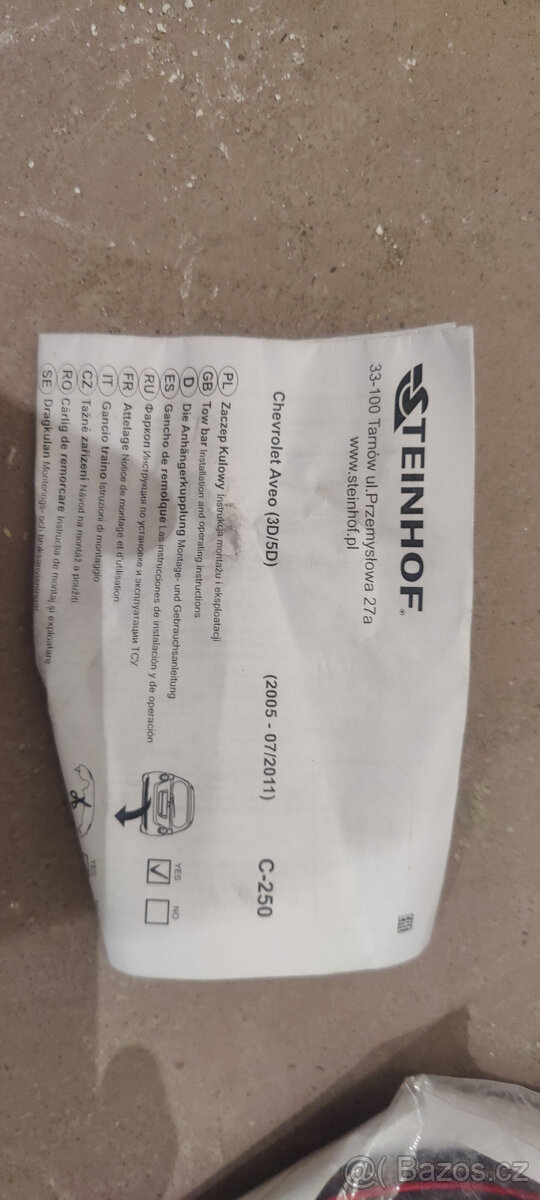 STEINHOF®
33-100 Tarnów ul.Przemysłowa 27a
www.steinhof.pl
Chevrolet Aveo (3D/5D) (2005 - 07/2011) C-250
PL Zaczep Kulowy Instrukcja montażu i eksploatacji
GB Tow bar Installation and operating instructions
D Die Anhängerkupplung Montage- und Gebrauchsanleitung
ES Gancho de remolque Las instrucciones de instalación y de operación
RU Фаркоп Инструкция по установке и эксплуатации ТСУ
FR Attelage Notice de montage et d'utilisation
IT Gancio traino Istruzioni di montaggio
CZ Tažné zařízení Návod na montáž a použití
RO Cârlig de remorcare Instrucția de montaj și exploatare
SE Dragkulan Monterings- och bruksanvisningar
YES NO
YES
Bazos.cz